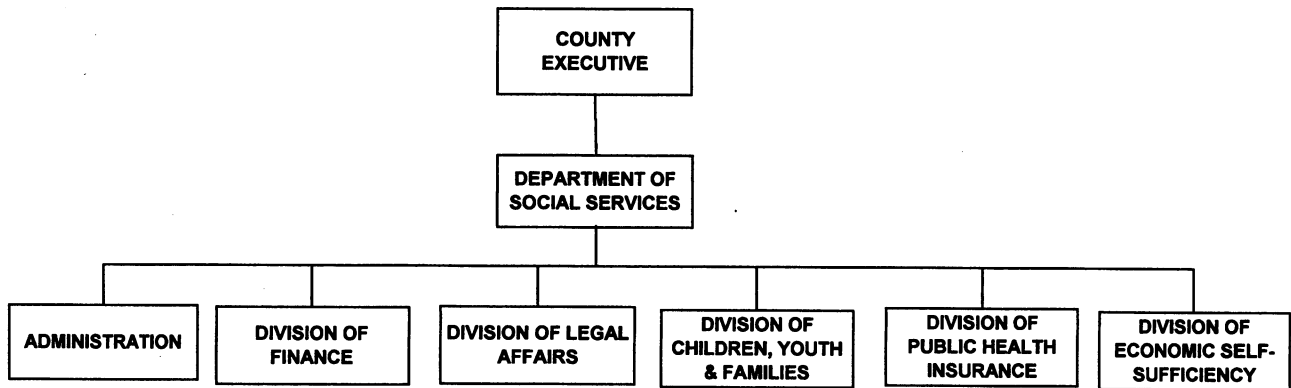 COUNTY
EXECUTIVE
DEPARTMENT OF
SOCIAL SERVICES
ADMINISTRATION
DIVISION OF
FINANCE
DIVISION OF LEGAL
AFFAIRS
DIVISION OF
CHILDREN, YOUTH
& FAMILIES
DIVISION OF
PUBLIC HEALTH
INSURANCE
DIVISION OF
ECONOMIC SELF-
SUFFICIENCY